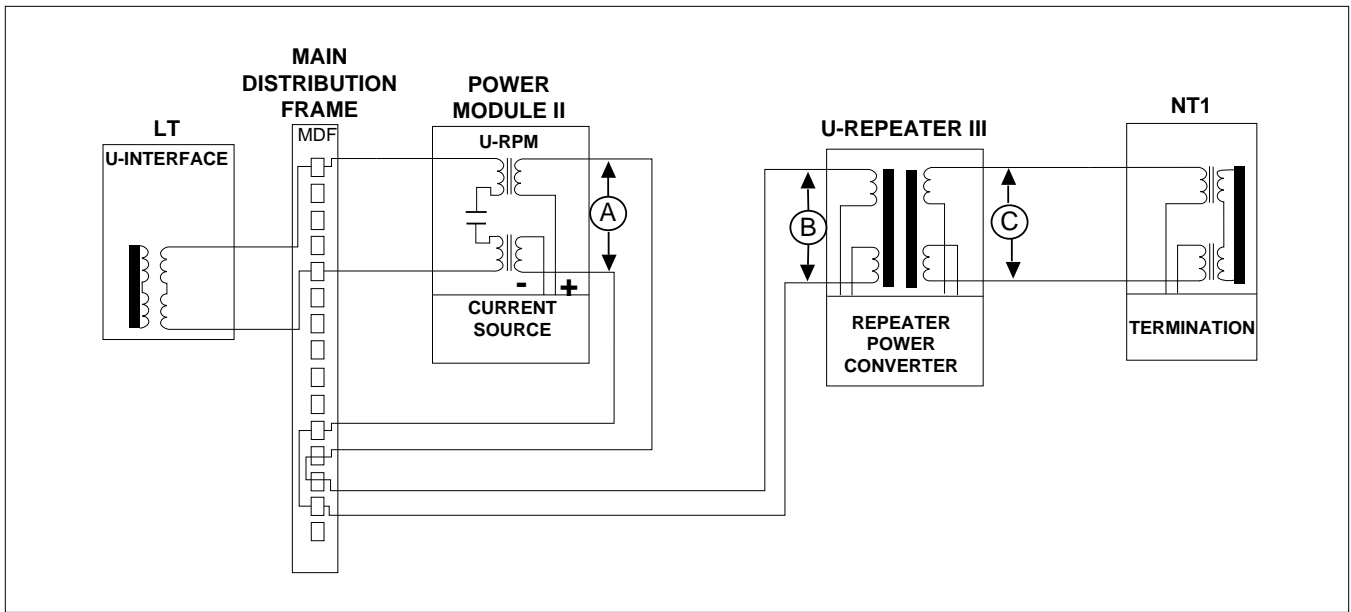 MAIN
DISTRIBUTION
FRAME
MDF
LT
U-INTERFACE
POWER
MODULE II
U-RPM
- +
CURRENT
SOURCE
A
B
U-REPEATER III
REPEATER
POWER
CONVERTER
C
NT1
TERMINATION